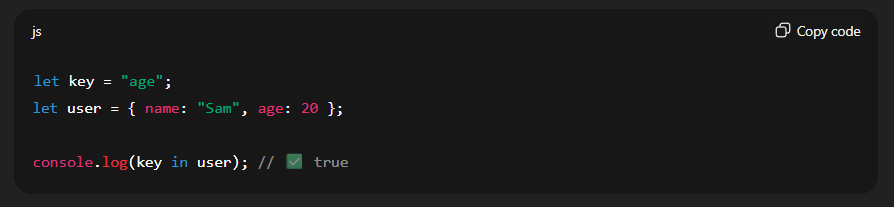 js
Copy code
let key = "age";
let user = { name: "Sam", age: 20 };
console.log(key in user); // ✅ true